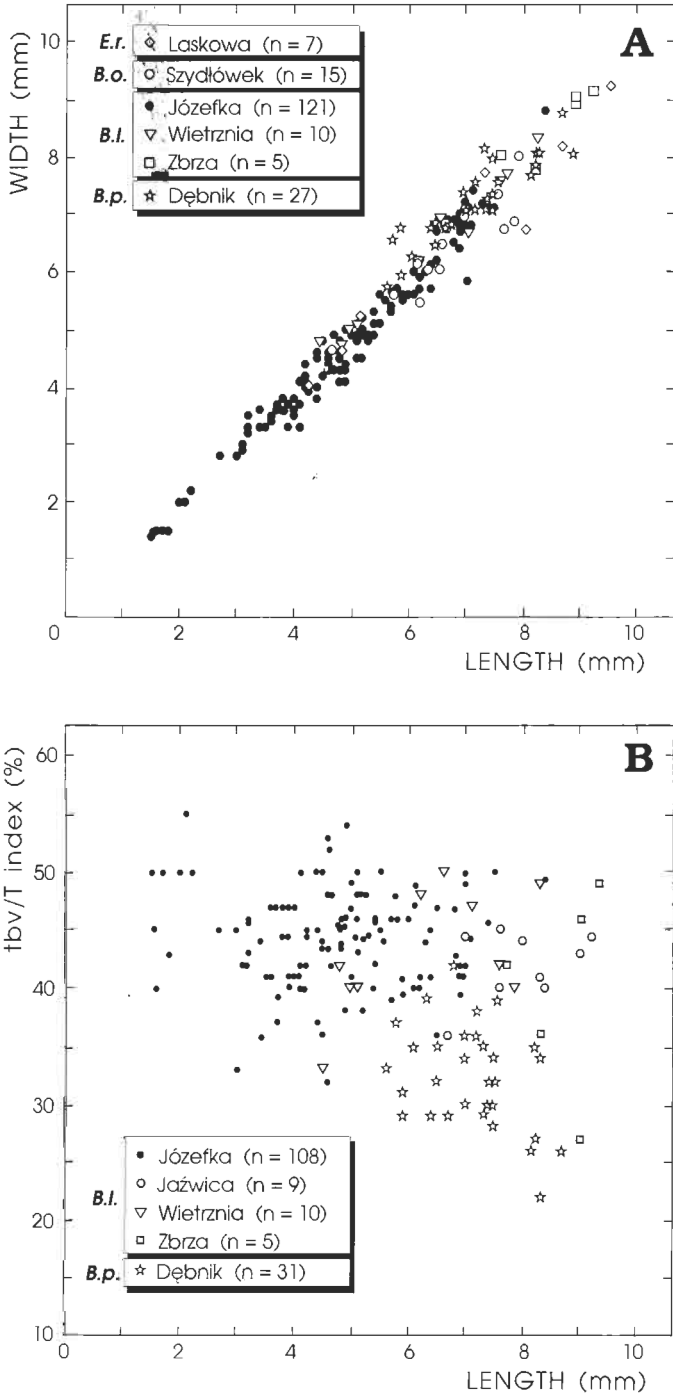 A
E.r. Laskowa (n = 7)
B.o. Szydłówek (n = 15)
Józefka (n = 121)
B.l. Wietrznia (n = 10)
Zbrza (n = 5)
B.p. Dębnik (n = 27)
WIDTH (mm)
10
8
6
4
2
0
0 2 4 6 8 10
LENGTH (mm)
B
tbv/T index (%)
60
50
40
30
20
10
Józefka (n = 108)
Jaźwica (n = 9)
B.l.
Wietrznia (n = 10)
Zbrza (n = 5)
B.p. Dębnik (n = 31)
0 2 4 6 8 10
LENGTH (mm)